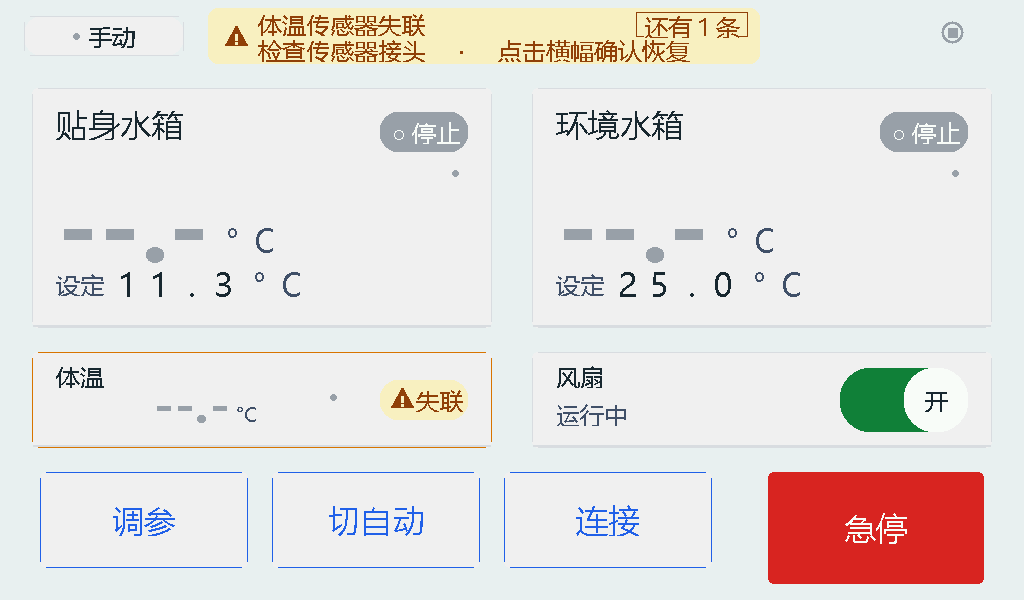 手动
体温传感器失联
还有 1 条
检查传感器接头 · 点击横幅确认恢复
贴身水箱
停止
--.- °C
设定 11.3 °C
环境水箱
停止
--.- °C
设定 25.0 °C
体温
--.- °C
失联
风扇
运行中
开
调参
切自动
连接
急停